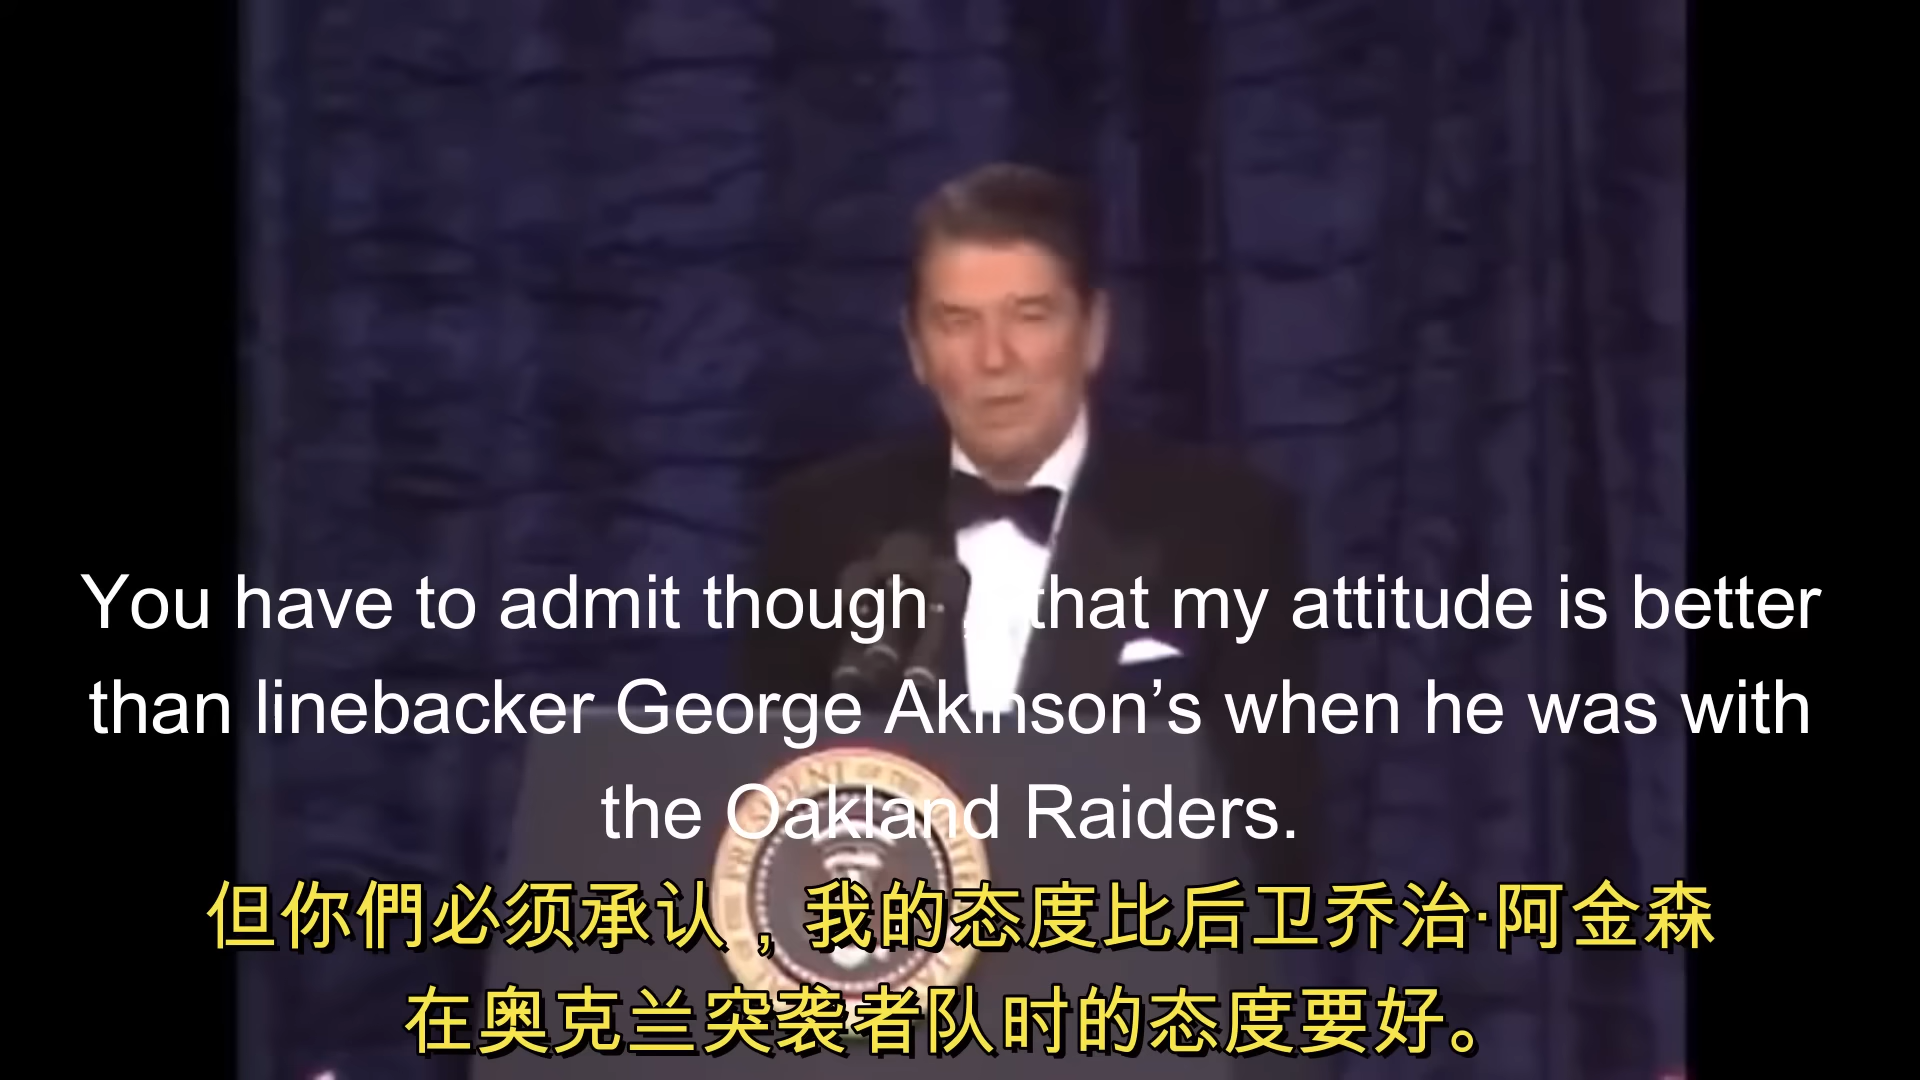 You have to admit though , that my attitude is better
than linebacker George Akinson’s when he was with
the Oakland Raiders.
但你們必须承认，我的态度比后卫乔治·阿金森
在奥克兰突袭者队时的态度要好。